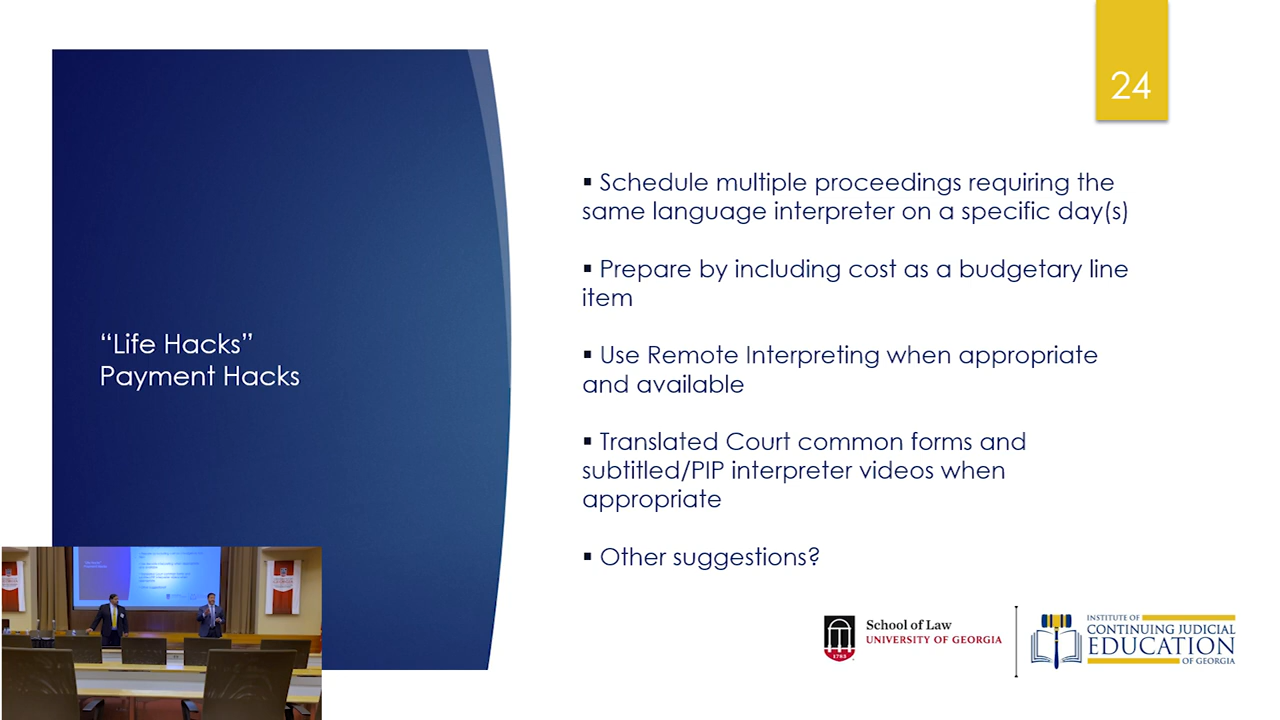 24
“Life Hacks”
Payment Hacks
▪ Schedule multiple proceedings requiring the
same language interpreter on a specific day(s)
▪ Prepare by including cost as a budgetary line
item
▪ Use Remote Interpreting when appropriate
and available
▪ Translated Court common forms and
subtitled/PIP interpreter videos when
appropriate
▪ Other suggestions?
1785
School of Law
UNIVERSITY OF GEORGIA
INSTITUTE OF
CONTINUING JUDICIAL
EDUCATION
OF GEORGIA